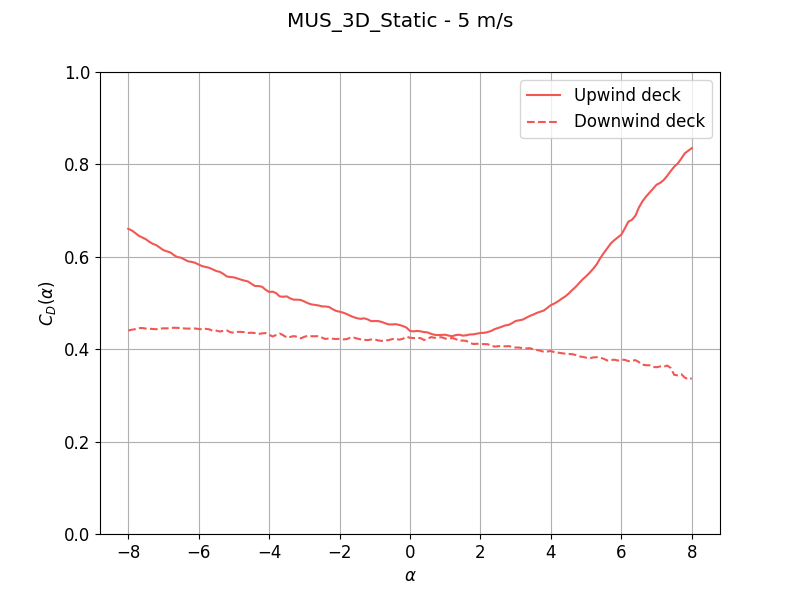 MUS_3D_Static - 5 m/s
Upwind deck
Downwind deck
1.0
0.8
0.6
0.4
0.2
0.0
C_D(α)
−8 −6 −4 −2 0 2 4 6 8
α